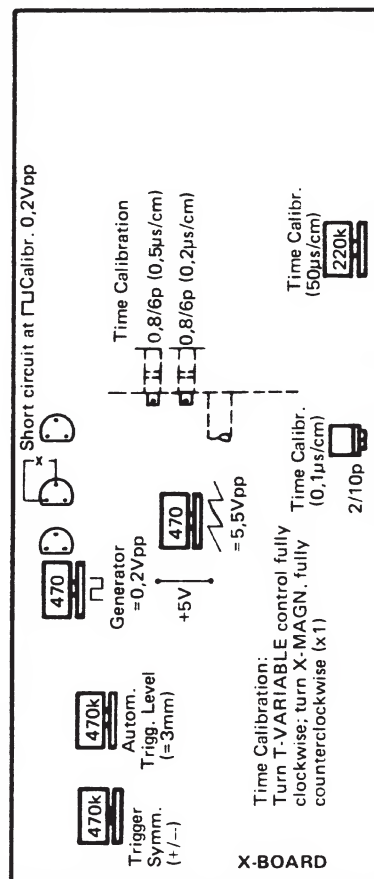 Short circuit at ⊓⊔ Calibr. 0,2Vpp
x
470
Generator
=0,2Vpp
470k
Autom.
Trigg. Level
(=3mm)
470k
Trigger
Symm.
(+/−)
+5V
470
=5,5Vpp
Time Calibration
0,8/6p (0,5µs/cm)
0,8/6p (0,2µs/cm)
Time Calibr.
(50µs/cm)
220k
Time Calibr.
(0,1µs/cm)
2/10p
Time Calibration:
Turn T-VARIABLE control fully
clockwise; turn X-MAGN. fully
counterclockwise (x1)
X-BOARD